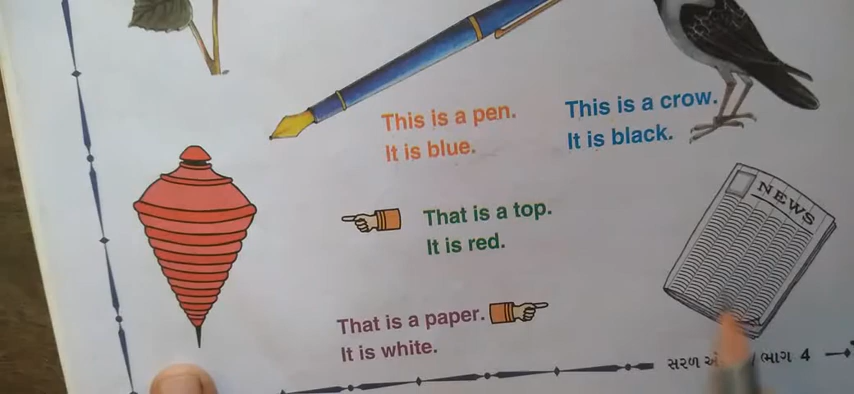 This is a pen.
It is blue.
This is a crow.
It is black.
That is a top.
It is red.
NEWS
That is a paper.
It is white.
સરળ ભાગ 4